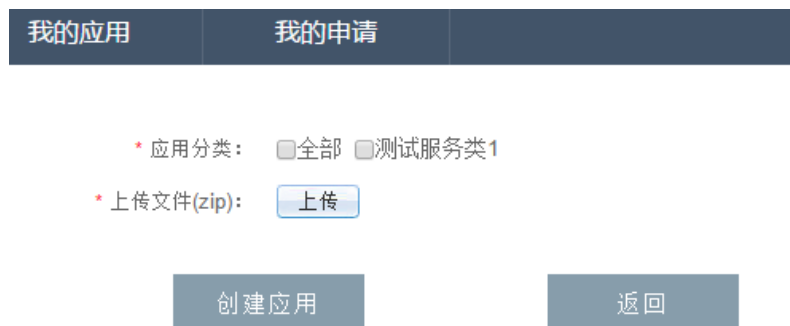 我的应用 我的申请
* 应用分类： 全部 测试服务类1
* 上传文件(zip)： 上传
创建应用 返回